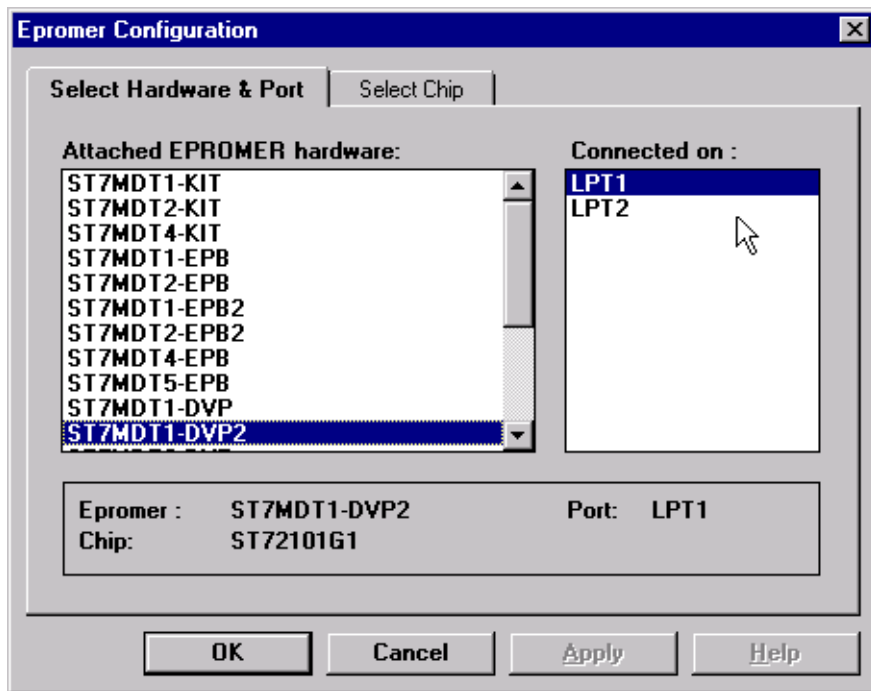 Epromer Configuration
Select Hardware & Port
Select Chip
Attached EPROMER hardware:
ST7MDT1-KIT
ST7MDT2-KIT
ST7MDT4-KIT
ST7MDT1-EPB
ST7MDT2-EPB
ST7MDT1-EPB2
ST7MDT2-EPB2
ST7MDT4-EPB
ST7MDT5-EPB
ST7MDT1-DVP
ST7MDT1-DVP2
Connected on :
LPT1
LPT2
Epromer : ST7MDT1-DVP2 Port: LPT1
Chip: ST72101G1
OK Cancel Apply Help